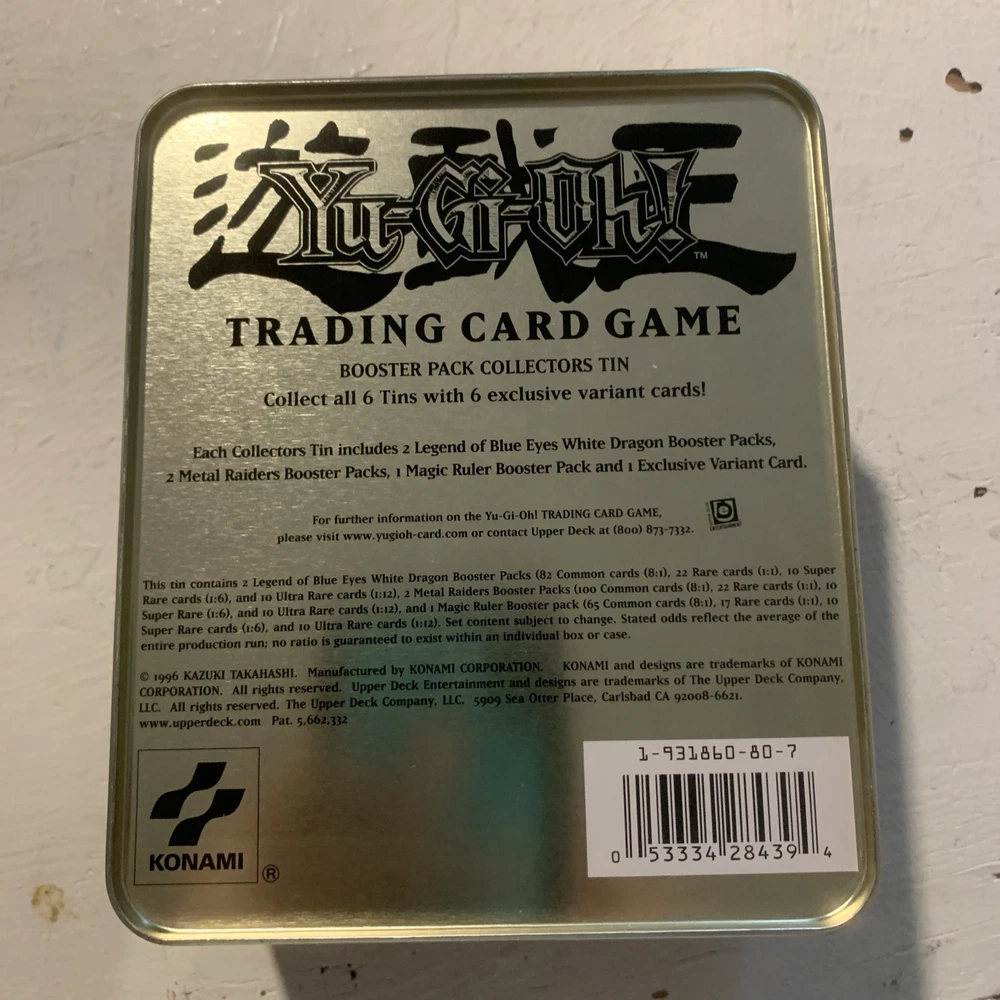 遊戯王
Yu-Gi-Oh!
TM
TRADING CARD GAME
BOOSTER PACK COLLECTORS TIN
Collect all 6 Tins with 6 exclusive variant cards!
Each Collectors Tin includes 2 Legend of Blue Eyes White Dragon Booster Packs,
2 Metal Raiders Booster Packs, 1 Magic Ruler Booster Pack and 1 Exclusive Variant Card.
For further information on the Yu-Gi-Oh! TRADING CARD GAME,
please visit www.yugioh-card.com or contact Upper Deck at (800) 873-7332.
This tin contains 2 Legend of Blue Eyes White Dragon Booster Packs (82 Common cards (8:1), 22 Rare cards (1:1), 10 Super
Rare cards (1:6), and 10 Ultra Rare cards (1:12), 2 Metal Raiders Booster Packs (100 Common cards (8:1), 22 Rare cards (1:1), 10
Super Rare (1:6), and 10 Ultra Rare cards (1:12), and 1 Magic Ruler Booster pack (65 Common cards (8:1), 17 Rare cards (1:1), 10
Super Rare cards (1:6), and 10 Ultra Rare cards (1:12). Set content subject to change. Stated odds reflect the average of the
entire production run; no ratio is guaranteed to exist within an individual box or case.
© 1996 KAZUKI TAKAHASHI. Manufactured by KONAMI CORPORATION. KONAMI and designs are trademarks of KONAMI
CORPORATION. All rights reserved. Upper Deck Entertainment and designs are trademarks of The Upper Deck Company,
LLC. All rights reserved. The Upper Deck Company, LLC. 5909 Sea Otter Place, Carlsbad CA 92008-6621.
www.upperdeck.com Pat. 5,662,332
KONAMI ®
1-931860-80-7
0 53334 28439 4